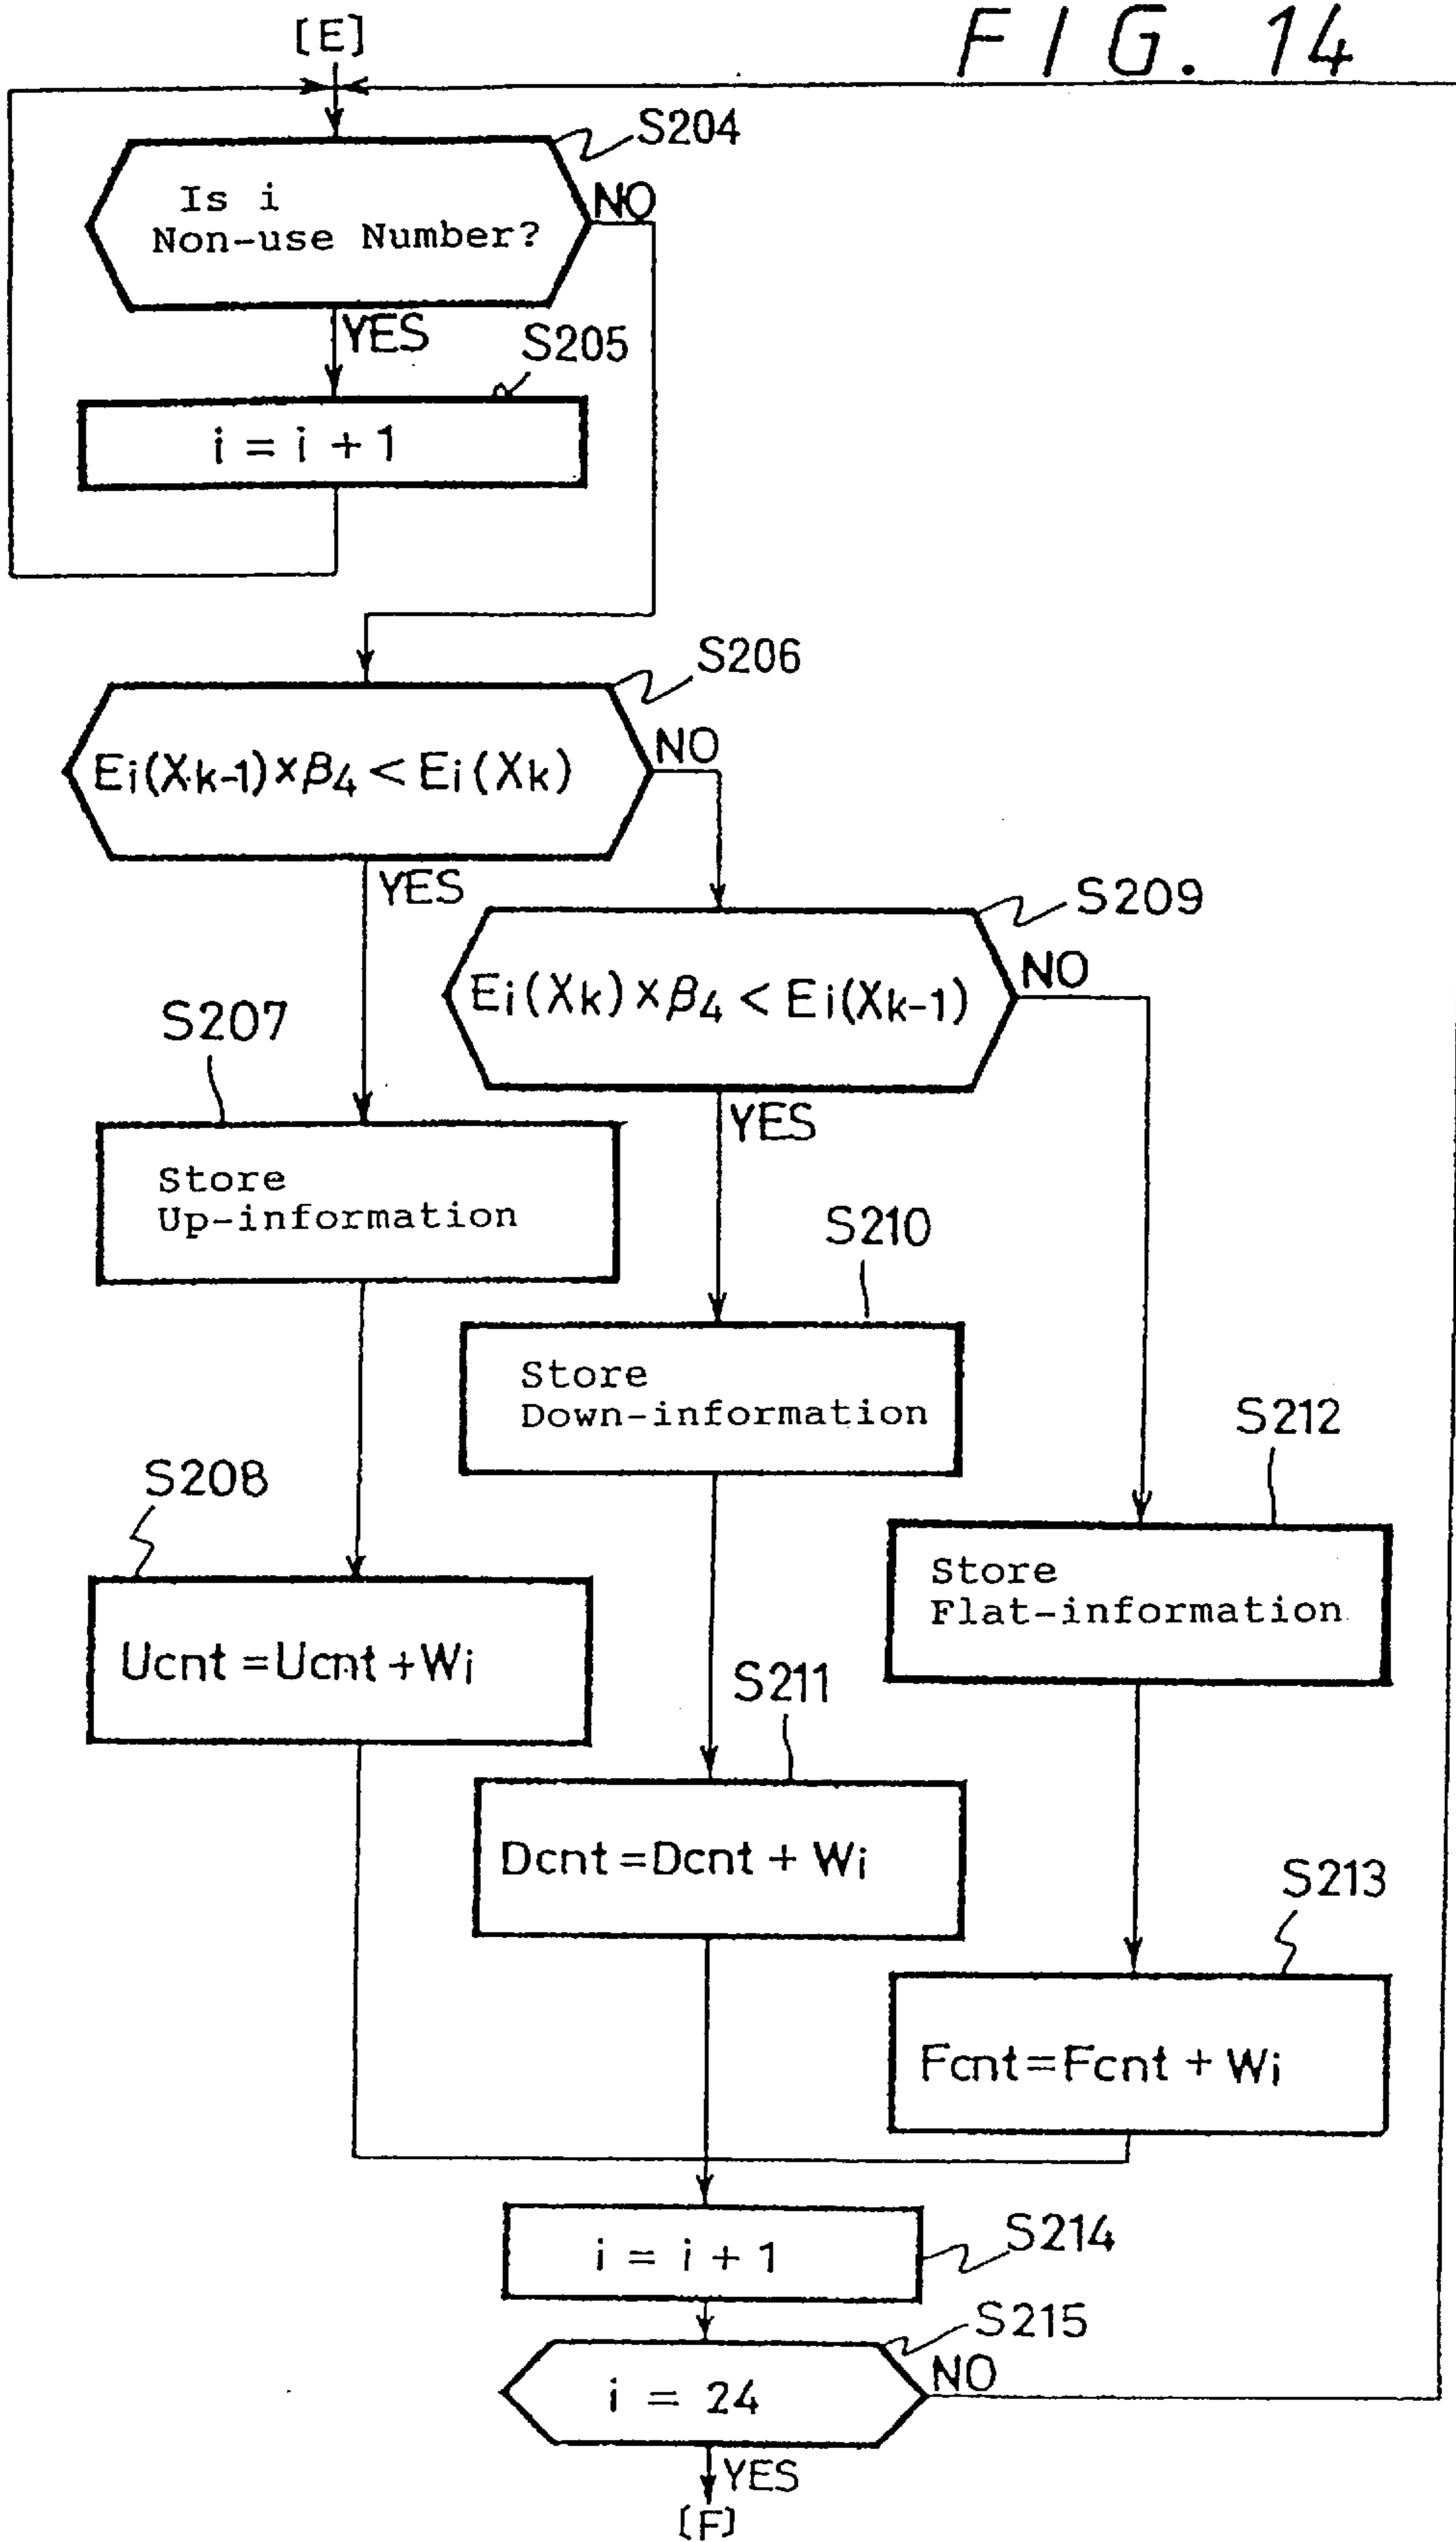 FIG. 14
[E]
S204
Is i
Non-use Number?
NO
YES
S205
i = i + 1
S206
Ei(Xk-1)×β4 < Ei(Xk)
NO
YES
S209
Ei(Xk)×β4 < Ei(Xk-1)
NO
S207
YES
Store
Up-information
S210
Store
Down-information
S212
S208
Store
Flat-information
Ucnt = Ucnt + Wi
S211
Dcnt = Dcnt + Wi
S213
Fcnt = Fcnt + Wi
i = i + 1
S214
S215
i = 24
NO
YES
[F]